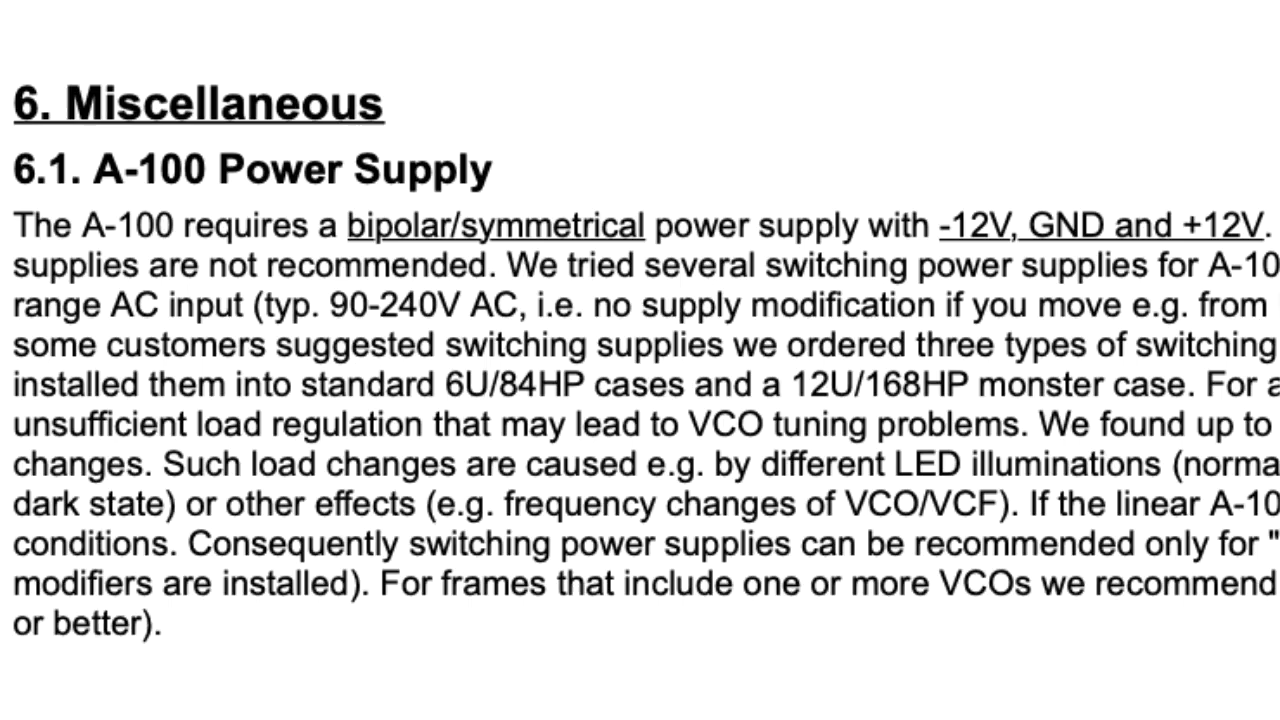 6. Miscellaneous
6.1. A-100 Power Supply
The A-100 requires a bipolar/symmetrical power supply with -12V, GND and +12V.
supplies are not recommended. We tried several switching power supplies for A-10
range AC input (typ. 90-240V AC, i.e. no supply modification if you move e.g. from
some customers suggested switching supplies we ordered three types of switching
installed them into standard 6U/84HP cases and a 12U/168HP monster case. For a
unsufficient load regulation that may lead to VCO tuning problems. We found up to
changes. Such load changes are caused e.g. by different LED illuminations (norma
dark state) or other effects (e.g. frequency changes of VCO/VCF). If the linear A-10
conditions. Consequently switching power supplies can be recommended only for "
modifiers are installed). For frames that include one or more VCOs we recommend
or better).